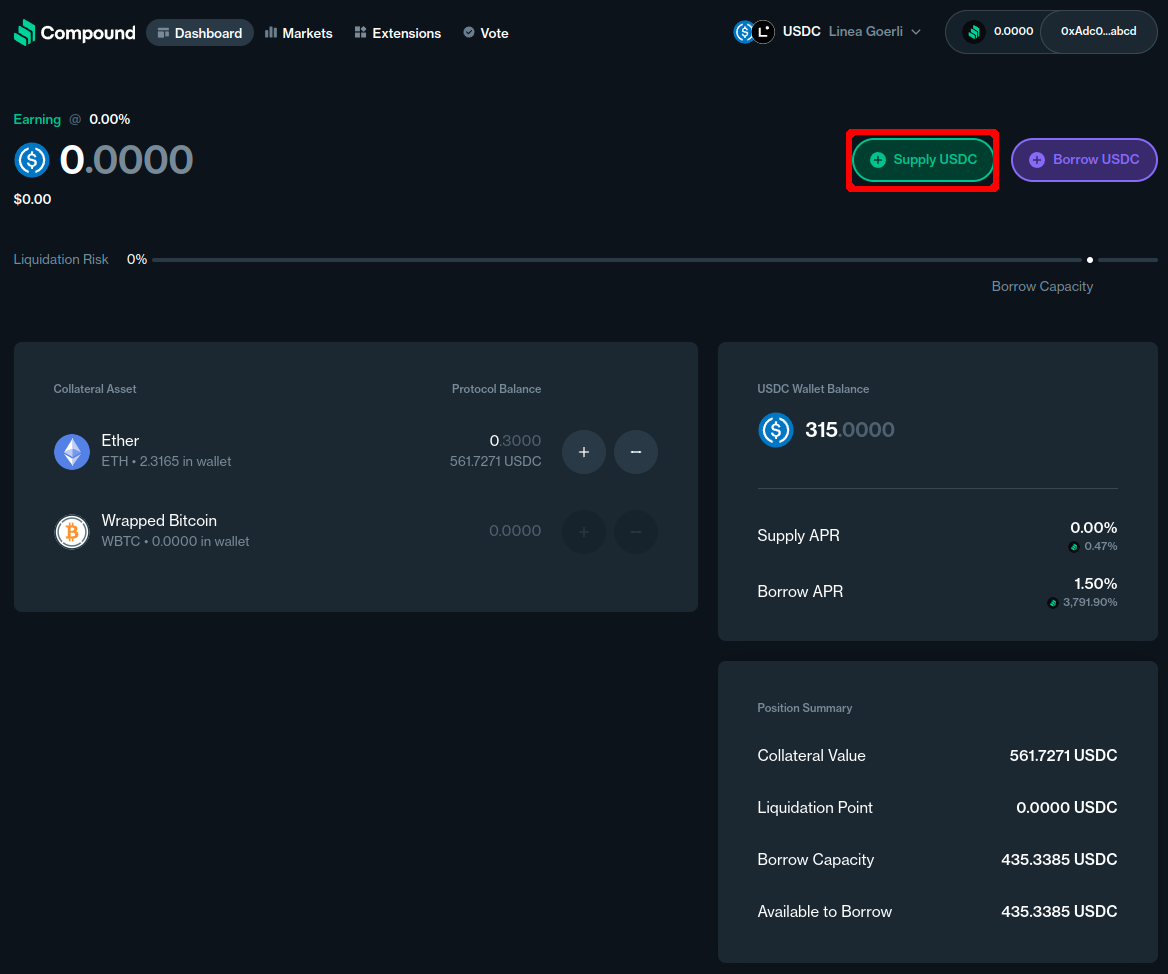 Compound Dashboard Markets Extensions Vote USDC Linea Goerli 0.0000 0xAdc0...abcd
Earning @ 0.00%
0.0000
Supply USDC
Borrow USDC
$0.00
Liquidation Risk 0%
Borrow Capacity
Collateral Asset Protocol Balance
Ether 0.3000
ETH • 2.3165 in wallet 561.7271 USDC
Wrapped Bitcoin
WBTC • 0.0000 in wallet 0.0000
USDC Wallet Balance
315.0000
Supply APR 0.00%
0.47%
Borrow APR 1.50%
3,791.90%
Position Summary
Collateral Value 561.7271 USDC
Liquidation Point 0.0000 USDC
Borrow Capacity 435.3385 USDC
Available to Borrow 435.3385 USDC